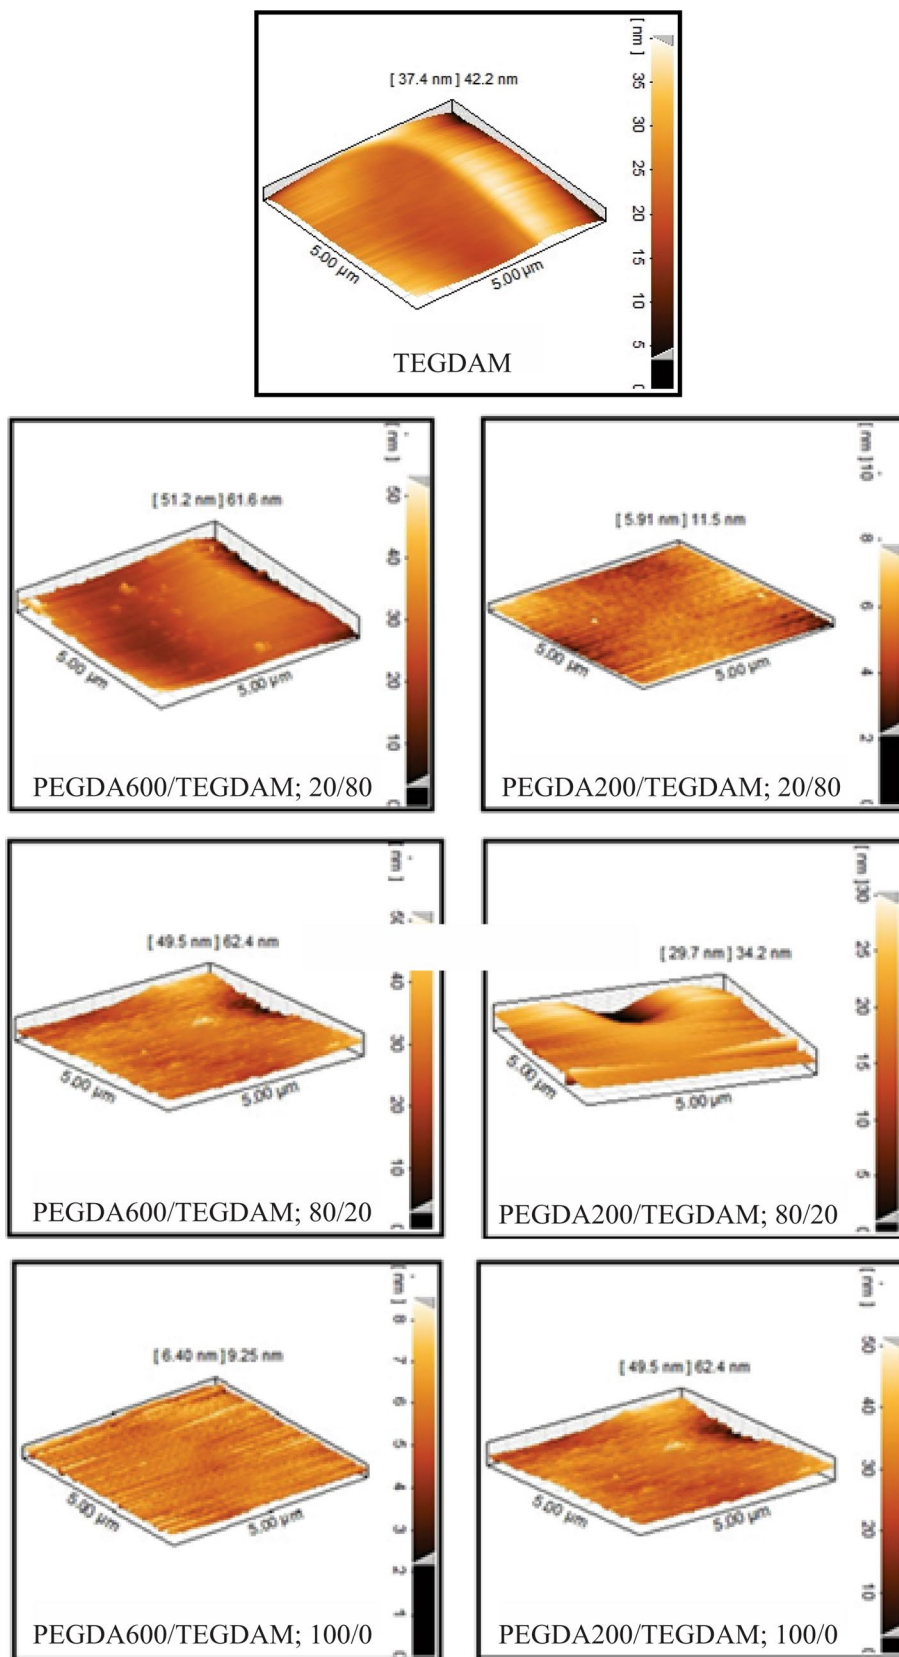 [ nm ]
[ 37.4 nm ] 42.2 nm
35
30
25
20
15
10
5
0
5.00 µm
5.00 µm
TEGDAM
[ nm ]
[ 51.2 nm ] 61.6 nm
50
40
30
20
10
0
5.00 µm
5.00 µm
PEGDA600/TEGDAM; 20/80
[ nm ]10
[ 5.91 nm ] 11.5 nm
8
6
4
2
0
5.00 µm
5.00 µm
PEGDA200/TEGDAM; 20/80
[ nm ]
[ 49.5 nm ] 62.4 nm
40
30
20
10
0
5.00 µm
5.00 µm
PEGDA600/TEGDAM; 80/20
[ nm ]30
[ 29.7 nm ] 34.2 nm
25
20
15
10
5
0
5.00 µm
5.00 µm
PEGDA200/TEGDAM; 80/20
[ nm ]
[ 6.40 nm ] 9.25 nm
8
7
6
5
4
3
2
1
0
5.00 µm
5.00 µm
PEGDA600/TEGDAM; 100/0
[ nm ]
[ 49.5 nm ] 62.4 nm
50
40
30
20
10
0
5.00 µm
5.00 µm
PEGDA200/TEGDAM; 100/0